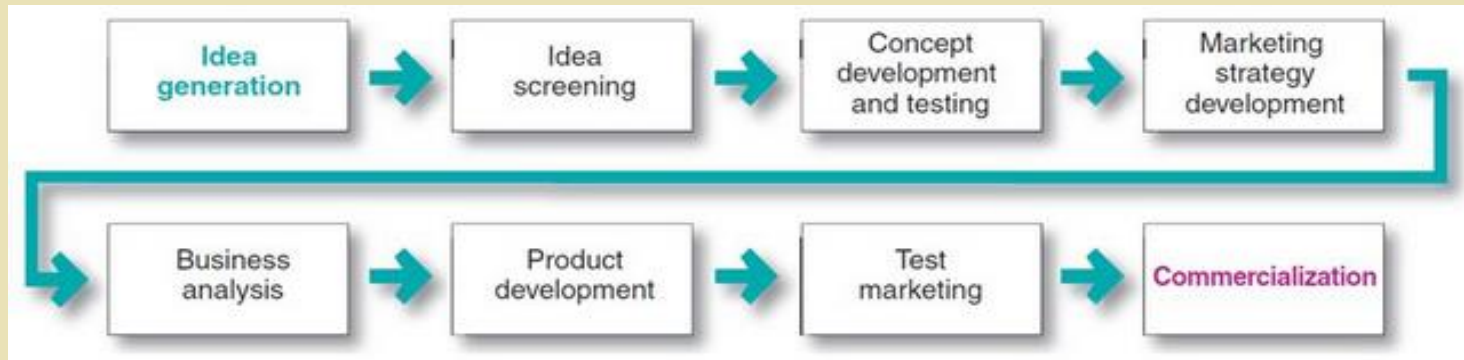 Idea
generation
Idea
screening
Concept
development
and testing
Marketing
strategy
development
Business
analysis
Product
development
Test
marketing
Commercialization